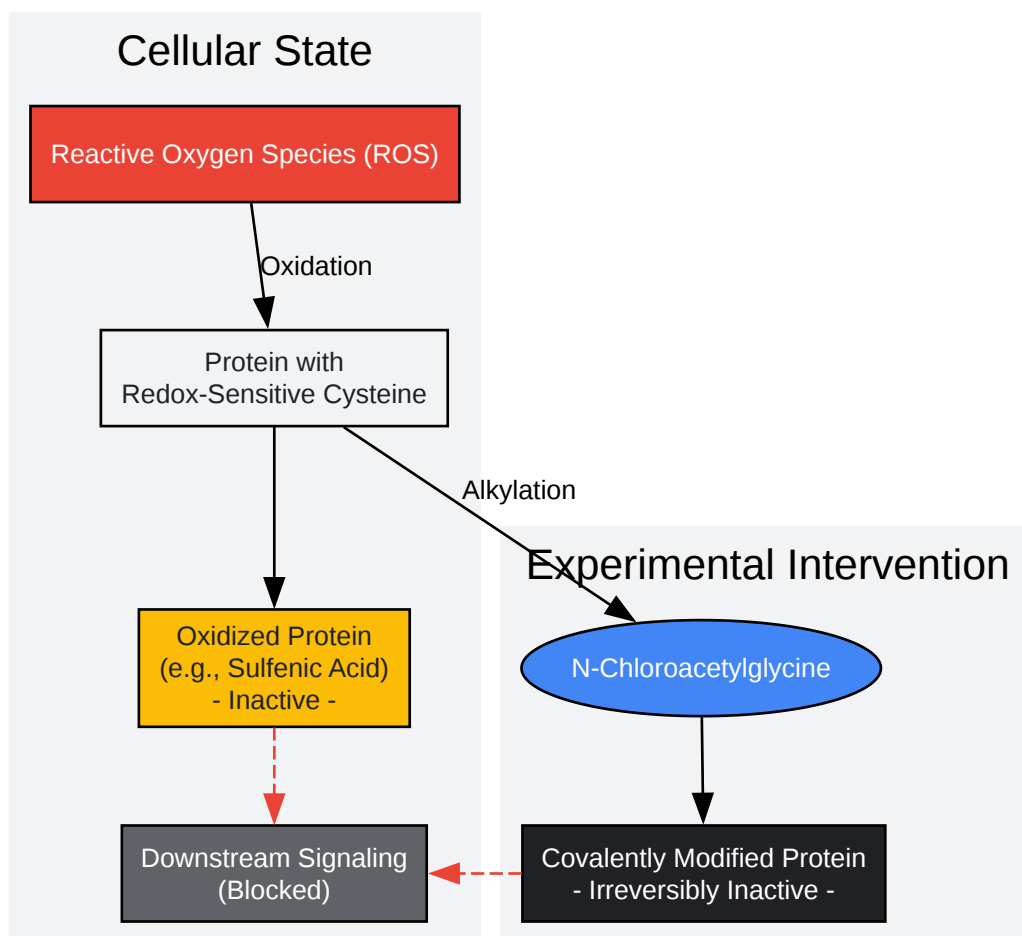 Cellular State
Reactive Oxygen Species (ROS)
Oxidation
Protein with
Redox-Sensitive Cysteine
Alkylation
Experimental Intervention
Oxidized Protein
(e.g., Sulfenic Acid)
- Inactive -
N-Chloroacetylglycine
Downstream Signaling
(Blocked)
Covalently Modified Protein
- Irreversibly Inactive -